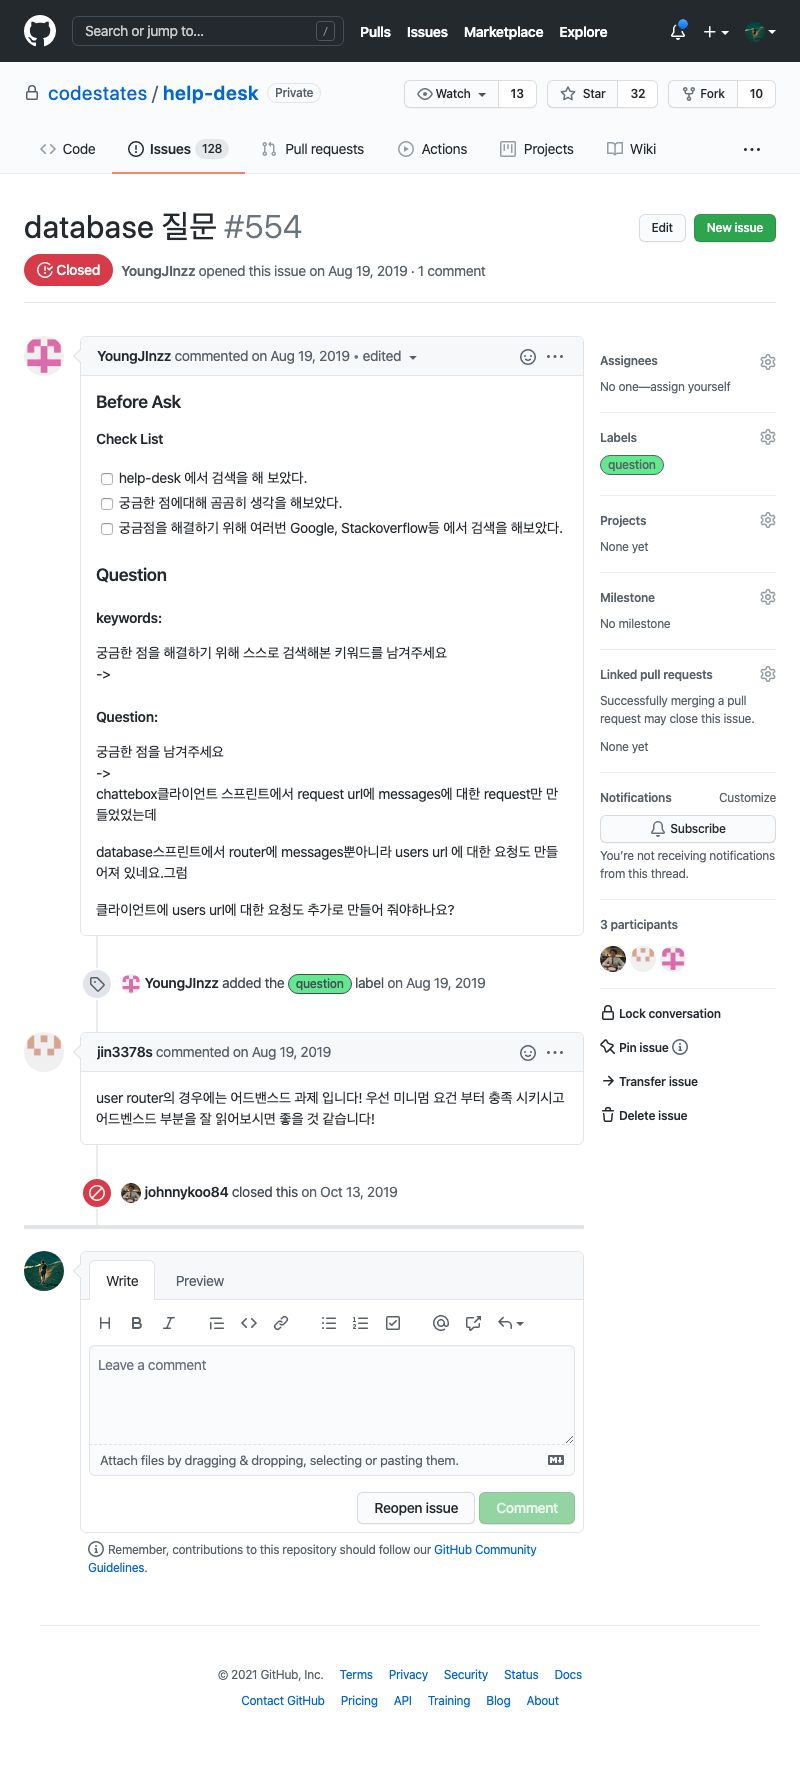 Search or jump to... /
Pulls Issues Marketplace Explore
codestates / help-desk Private
Watch 13 Star 32 Fork 10
Code Issues 128 Pull requests Actions Projects Wiki
database 질문 #554
Edit New issue
Closed YoungJInzz opened this issue on Aug 19, 2019 · 1 comment
YoungJInzz commented on Aug 19, 2019 • edited
Before Ask
Check List
help-desk 에서 검색을 해 보았다.
궁금한 점에대해 곰곰히 생각을 해보았다.
궁금점을 해결하기 위해 여러번 Google, Stackoverflow등 에서 검색을 해보았다.
Question
keywords:
궁금한 점을 해결하기 위해 스스로 검색해본 키워드를 남겨주세요
->
Question:
궁금한 점을 남겨주세요
->
chattebox클라이언트 스프린트에서 request url에 messages에 대한 request만 만
들었었는데
database스프린트에서 router에 messages뿐아니라 users url 에 대한 요청도 만들
어져 있네요.그럼
클라이언트에 users url에 대한 요청도 추가로 만들어 줘야하나요?
YoungJInzz added the question label on Aug 19, 2019
jin3378s commented on Aug 19, 2019
user router의 경우에는 어드밴스드 과제 입니다! 우선 미니멈 요건 부터 충족 시키시고
어드벤스드 부분을 잘 읽어보시면 좋을 것 같습니다!
johnnykoo84 closed this on Oct 13, 2019
Write Preview
Leave a comment
Attach files by dragging & dropping, selecting or pasting them.
Reopen issue Comment
Remember, contributions to this repository should follow our GitHub Community
Guidelines.
Assignees
No one—assign yourself
Labels
question
Projects
None yet
Milestone
No milestone
Linked pull requests
Successfully merging a pull
request may close this issue.
None yet
Notifications Customize
Subscribe
You're not receiving notifications
from this thread.
3 participants
Lock conversation
Pin issue
Transfer issue
Delete issue
© 2021 GitHub, Inc. Terms Privacy Security Status Docs
Contact GitHub Pricing API Training Blog About